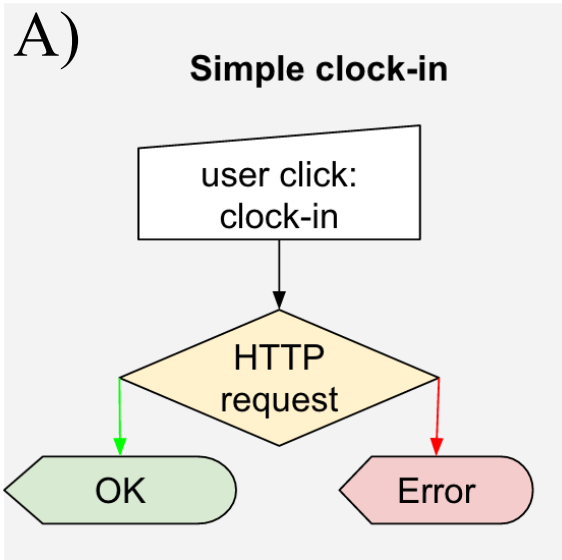 A)
Simple clock-in
user click:
clock-in
HTTP
request
OK
Error